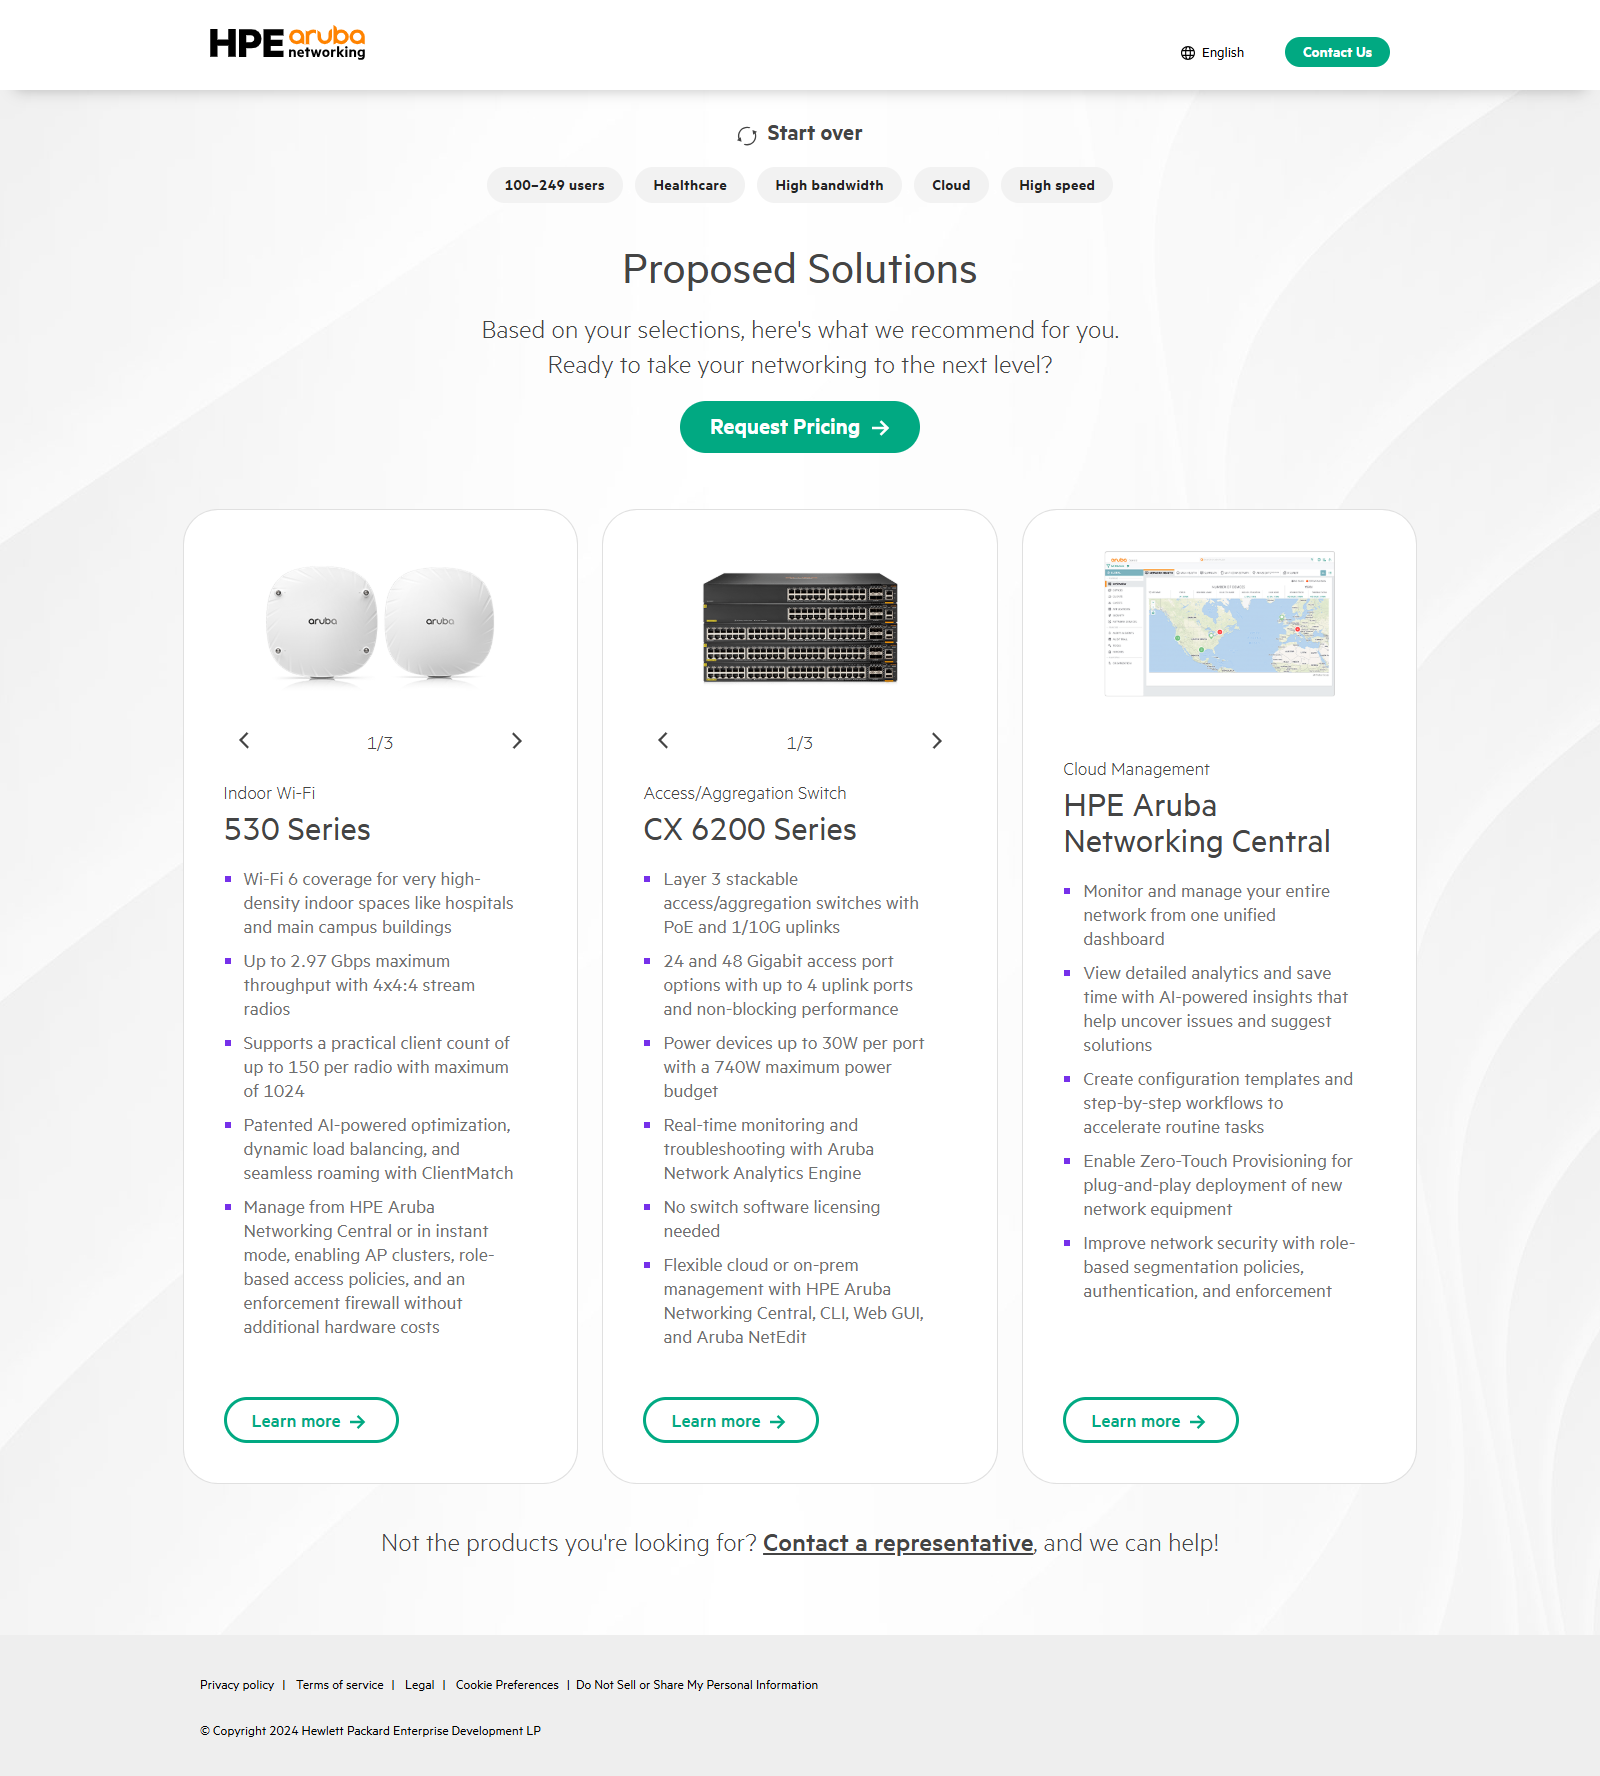 HPE aruba
networking
English
Contact Us
Start over
100–249 users
Healthcare
High bandwidth
Cloud
High speed
Proposed Solutions
Based on your selections, here's what we recommend for you.
Ready to take your networking to the next level?
Request Pricing
aruba
aruba
1/3
Indoor Wi-Fi
530 Series
Wi-Fi 6 coverage for very high-
density indoor spaces like hospitals
and main campus buildings
Up to 2.97 Gbps maximum
throughput with 4x4:4 stream
radios
Supports a practical client count of
up to 150 per radio with maximum
of 1024
Patented AI-powered optimization,
dynamic load balancing, and
seamless roaming with ClientMatch
Manage from HPE Aruba
Networking Central or in instant
mode, enabling AP clusters, role-
based access policies, and an
enforcement firewall without
additional hardware costs
Learn more
1/3
Access/Aggregation Switch
CX 6200 Series
Layer 3 stackable
access/aggregation switches with
PoE and 1/10G uplinks
24 and 48 Gigabit access port
options with up to 4 uplink ports
and non-blocking performance
Power devices up to 30W per port
with a 740W maximum power
budget
Real-time monitoring and
troubleshooting with Aruba
Network Analytics Engine
No switch software licensing
needed
Flexible cloud or on-prem
management with HPE Aruba
Networking Central, CLI, Web GUI,
and Aruba NetEdit
Learn more
aruba
Cloud Management
HPE Aruba
Networking Central
Monitor and manage your entire
network from one unified
dashboard
View detailed analytics and save
time with AI-powered insights that
help uncover issues and suggest
solutions
Create configuration templates and
step-by-step workflows to
accelerate routine tasks
Enable Zero-Touch Provisioning for
plug-and-play deployment of new
network equipment
Improve network security with role-
based segmentation policies,
authentication, and enforcement
Learn more
Not the products you're looking for? Contact a representative, and we can help!
Privacy policy | Terms of service | Legal | Cookie Preferences | Do Not Sell or Share My Personal Information
© Copyright 2024 Hewlett Packard Enterprise Development LP